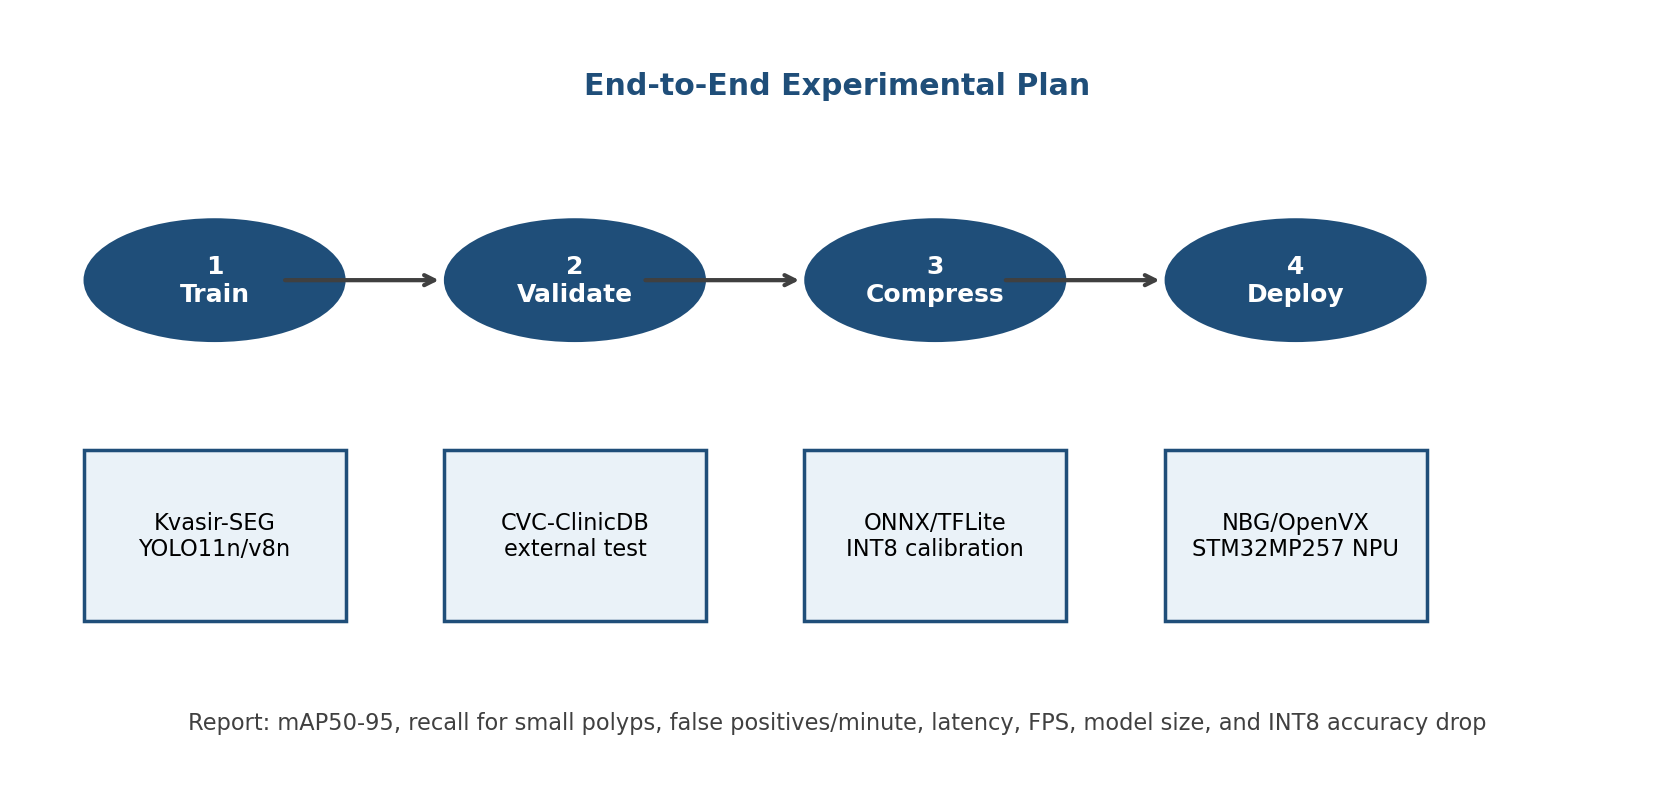 End-to-End Experimental Plan
1
Train
2
Validate
3
Compress
4
Deploy
Kvasir-SEG
YOLO11n/v8n
CVC-ClinicDB
external test
ONNX/TFLite
INT8 calibration
NBG/OpenVX
STM32MP257 NPU
Report: mAP50-95, recall for small polyps, false positives/minute, latency, FPS, model size, and INT8 accuracy drop